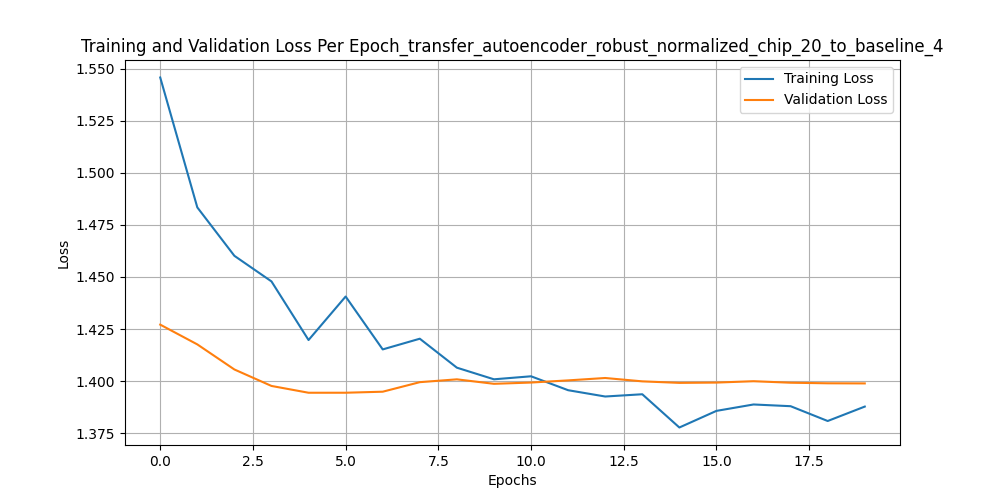 Training and Validation Loss Per Epoch_transfer_autoencoder_robust_normalized_chip_20_to_baseline_4
Training Loss
Validation Loss
1.550
1.525
1.500
1.475
1.450
1.425
1.400
1.375
Loss
0.0 2.5 5.0 7.5 10.0 12.5 15.0 17.5
Epochs